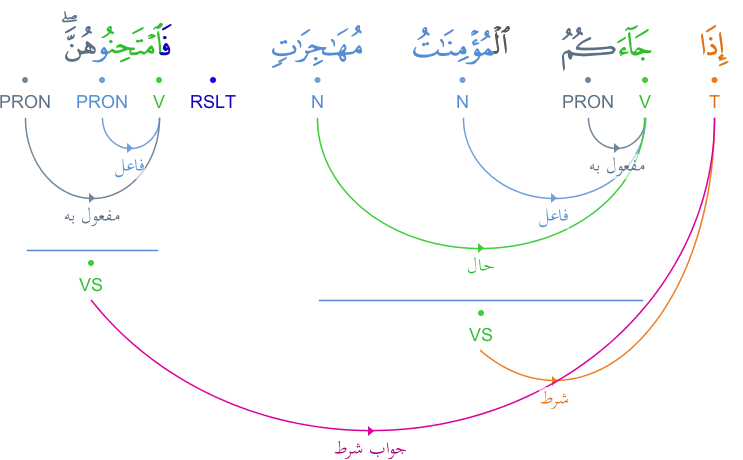 إِذَا جَآءَكُمُ ٱلْمُؤْمِنَـٰتُ مُهَـٰجِرَٰتٍ فَٱمْتَحِنُوهُنَّ ۖ
T V PRON N N RSLT V PRON PRON
مفعول به
فاعل
فاعل
مفعول به
حال
VS
VS
شرط
جواب شرط